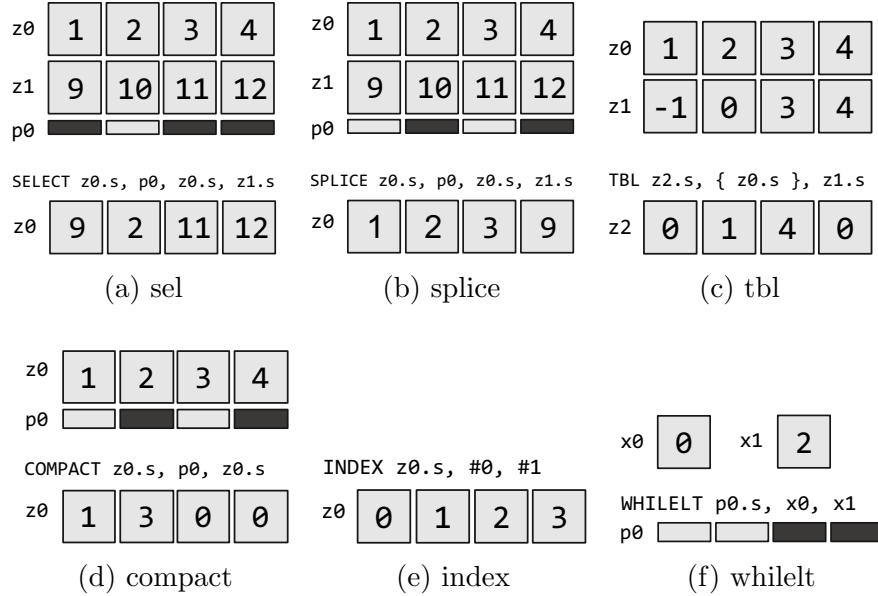 z0 1 2 3 4
z1 9 10 11 12
p0
SELECT z0.s, p0, z0.s, z1.s
z0 9 2 11 12
(a) sel
z0 1 2 3 4
z1 9 10 11 12
p0
SPLICE z0.s, p0, z0.s, z1.s
z0 1 2 3 9
(b) splice
z0 1 2 3 4
z1 -1 0 3 4
TBL z2.s, { z0.s }, z1.s
z2 0 1 4 0
(c) tbl
z0 1 2 3 4
p0
COMPACT z0.s, p0, z0.s
z0 1 3 0 0
(d) compact
INDEX z0.s, #0, #1
z0 0 1 2 3
(e) index
x0 0 x1 2
WHILELT p0.s, x0, x1
p0
(f) whilelt